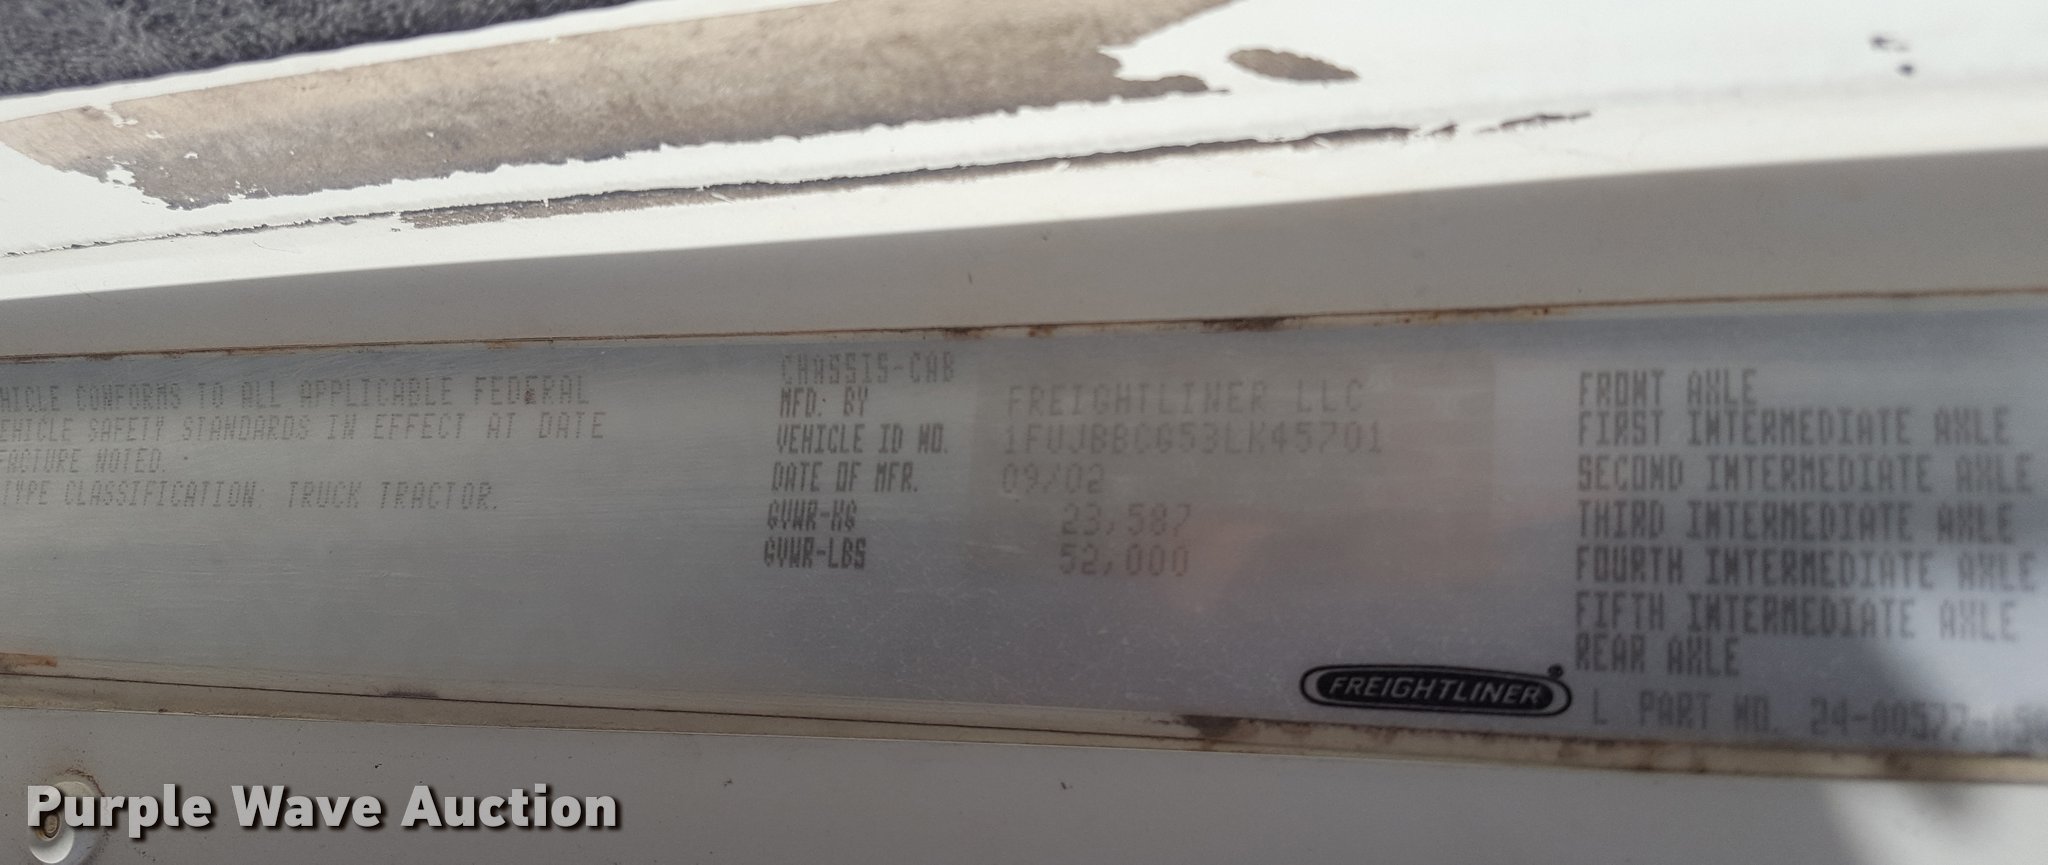 HICLE CONFORMS TO ALL APPLICABLE FEDERAL
EHICLE SAFETY STANDARDS IN EFFECT AT DATE
FACTURE NOTED.
TYPE CLASSIFICATION: TRUCK TRACTOR.
CHASSIS-CAB
MFD: BY FREIGHTLINER LLC
VEHICLE ID NO. 1FUJBBCG53LK45701
DATE OF MFR. 09/02
GVWR-KG 23,587
GVWR-LBS 52,000
FRONT AXLE
FIRST INTERMEDIATE AXLE
SECOND INTERMEDIATE AXLE
THIRD INTERMEDIATE AXLE
FOURTH INTERMEDIATE AXLE
FIFTH INTERMEDIATE AXLE
REAR AXLE
FREIGHTLINER®
L PART NO.
Purple Wave Auction